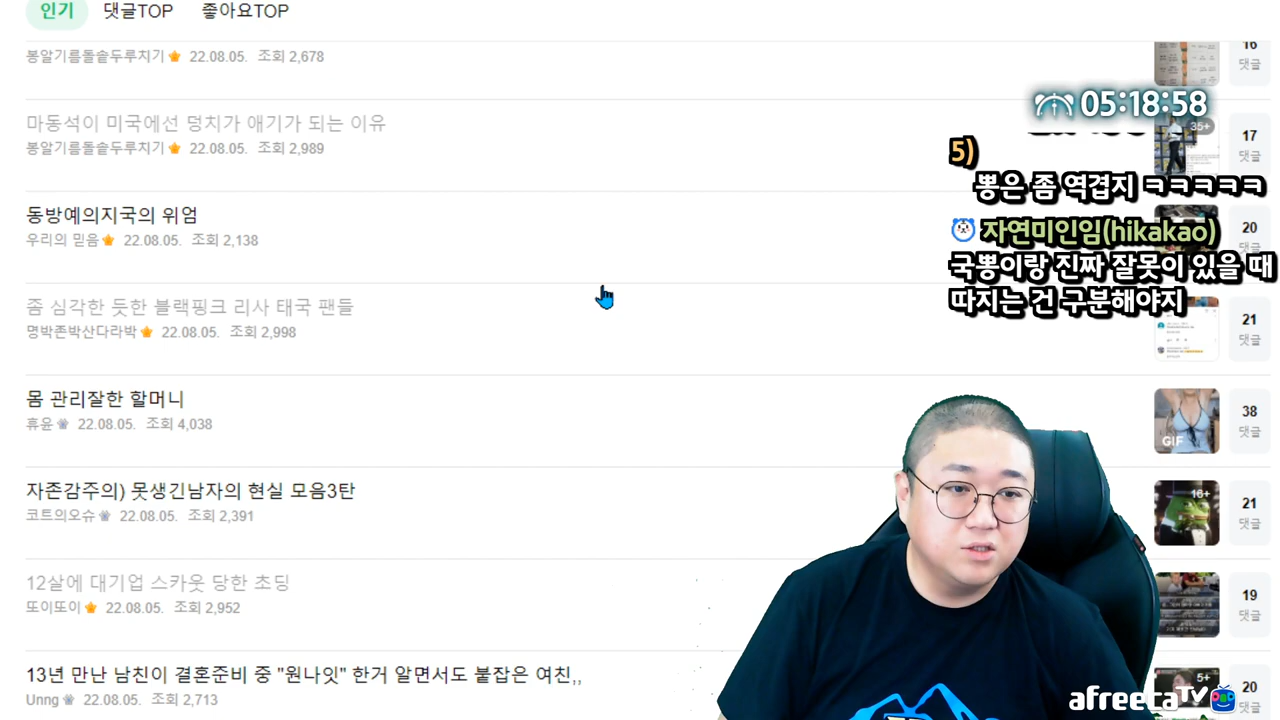 인기 댓글TOP 좋아요TOP
봉알기름돌솥두루치기 22.08.05. 조회 2,678
16
댓글
05:18:58
마동석이 미국에선 덩치가 애기가 되는 이유
봉알기름돌솥두루치기 22.08.05. 조회 2,989
35+
17
댓글
5)
뽕은 좀 역겹지 ㅋㅋㅋㅋㅋ
자연미인임(hikakao)
국뽕이랑 진짜 잘못이 있을 때
따지는 건 구분해야지
동방예의지국의 위엄
우리의 믿음 22.08.05. 조회 2,138
20
댓글
좀 심각한 듯한 블랙핑크 리사 태국 팬들
명박존박산다라박 22.08.05. 조회 2,998
21
댓글
몸 관리잘한 할머니
휴윤 22.08.05. 조회 4,038
GIF
38
댓글
자존감주의) 못생긴남자의 현실 모음3탄
코트의오슈 22.08.05. 조회 2,391
16+
21
댓글
12살에 대기업 스카웃 당한 초딩
또이또이 22.08.05. 조회 2,952
19
댓글
13년 만난 남친이 결혼준비 중 "원나잇" 한거 알면서도 붙잡은 여친,,
Unng 22.08.05. 조회 2,713
5+
20
댓글
afreecaTV